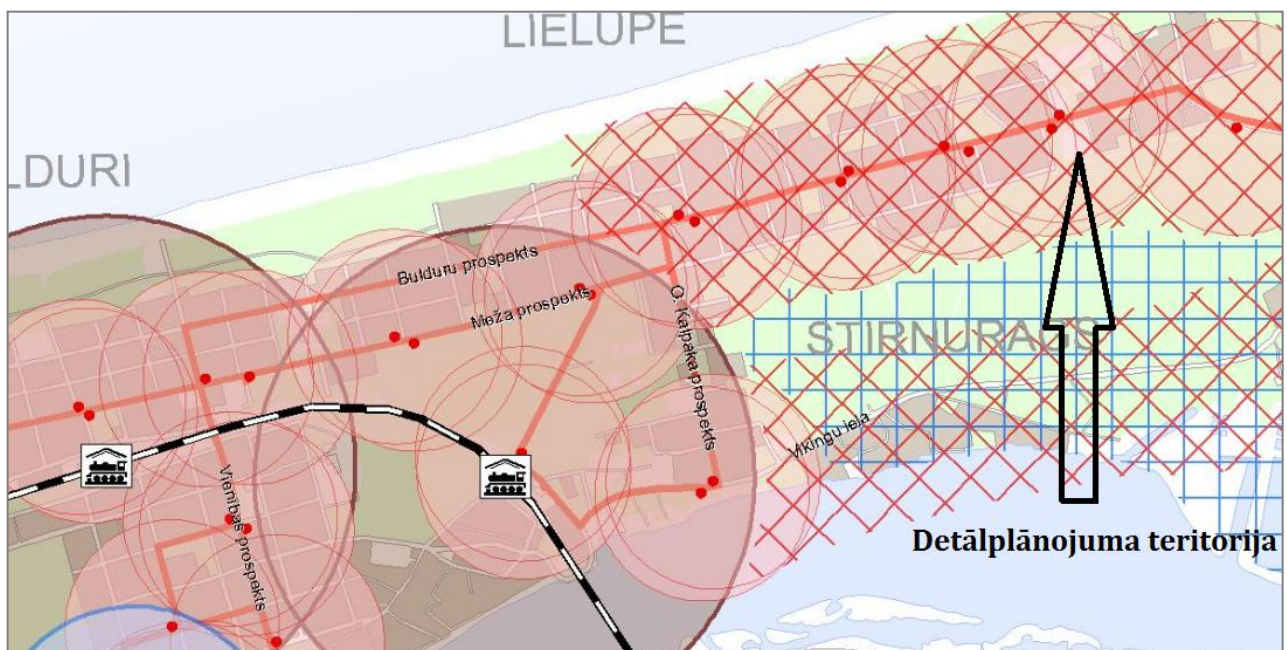 LIELUPE
LDURI
Bulduru prospekts
Meža prospekts
O. Kalpaka prospekts
STIRNURAGS
Vikingu iela
Vienības prospekts
Detālplānojuma teritorija